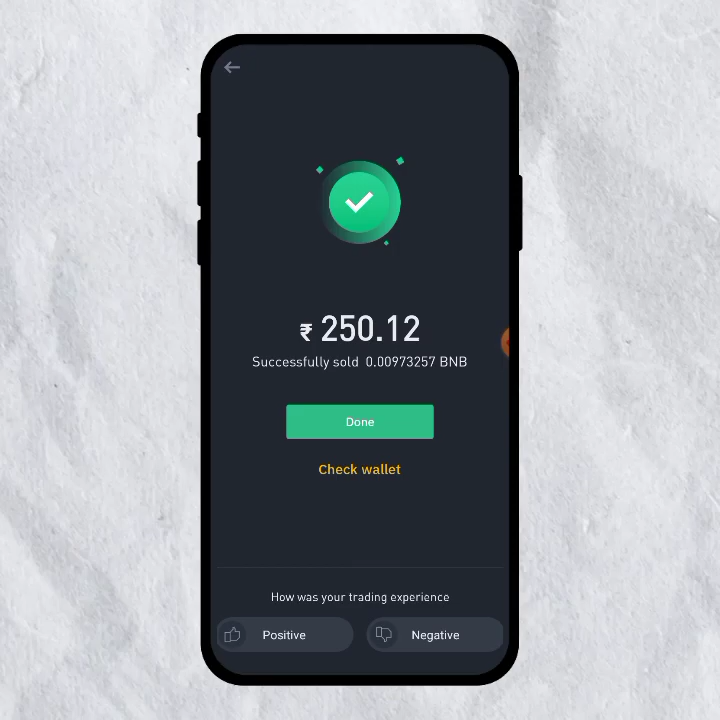 ₹ 250.12
Successfully sold 0.00973257 BNB
Done
Check wallet
How was your trading experience
Positive
Negative